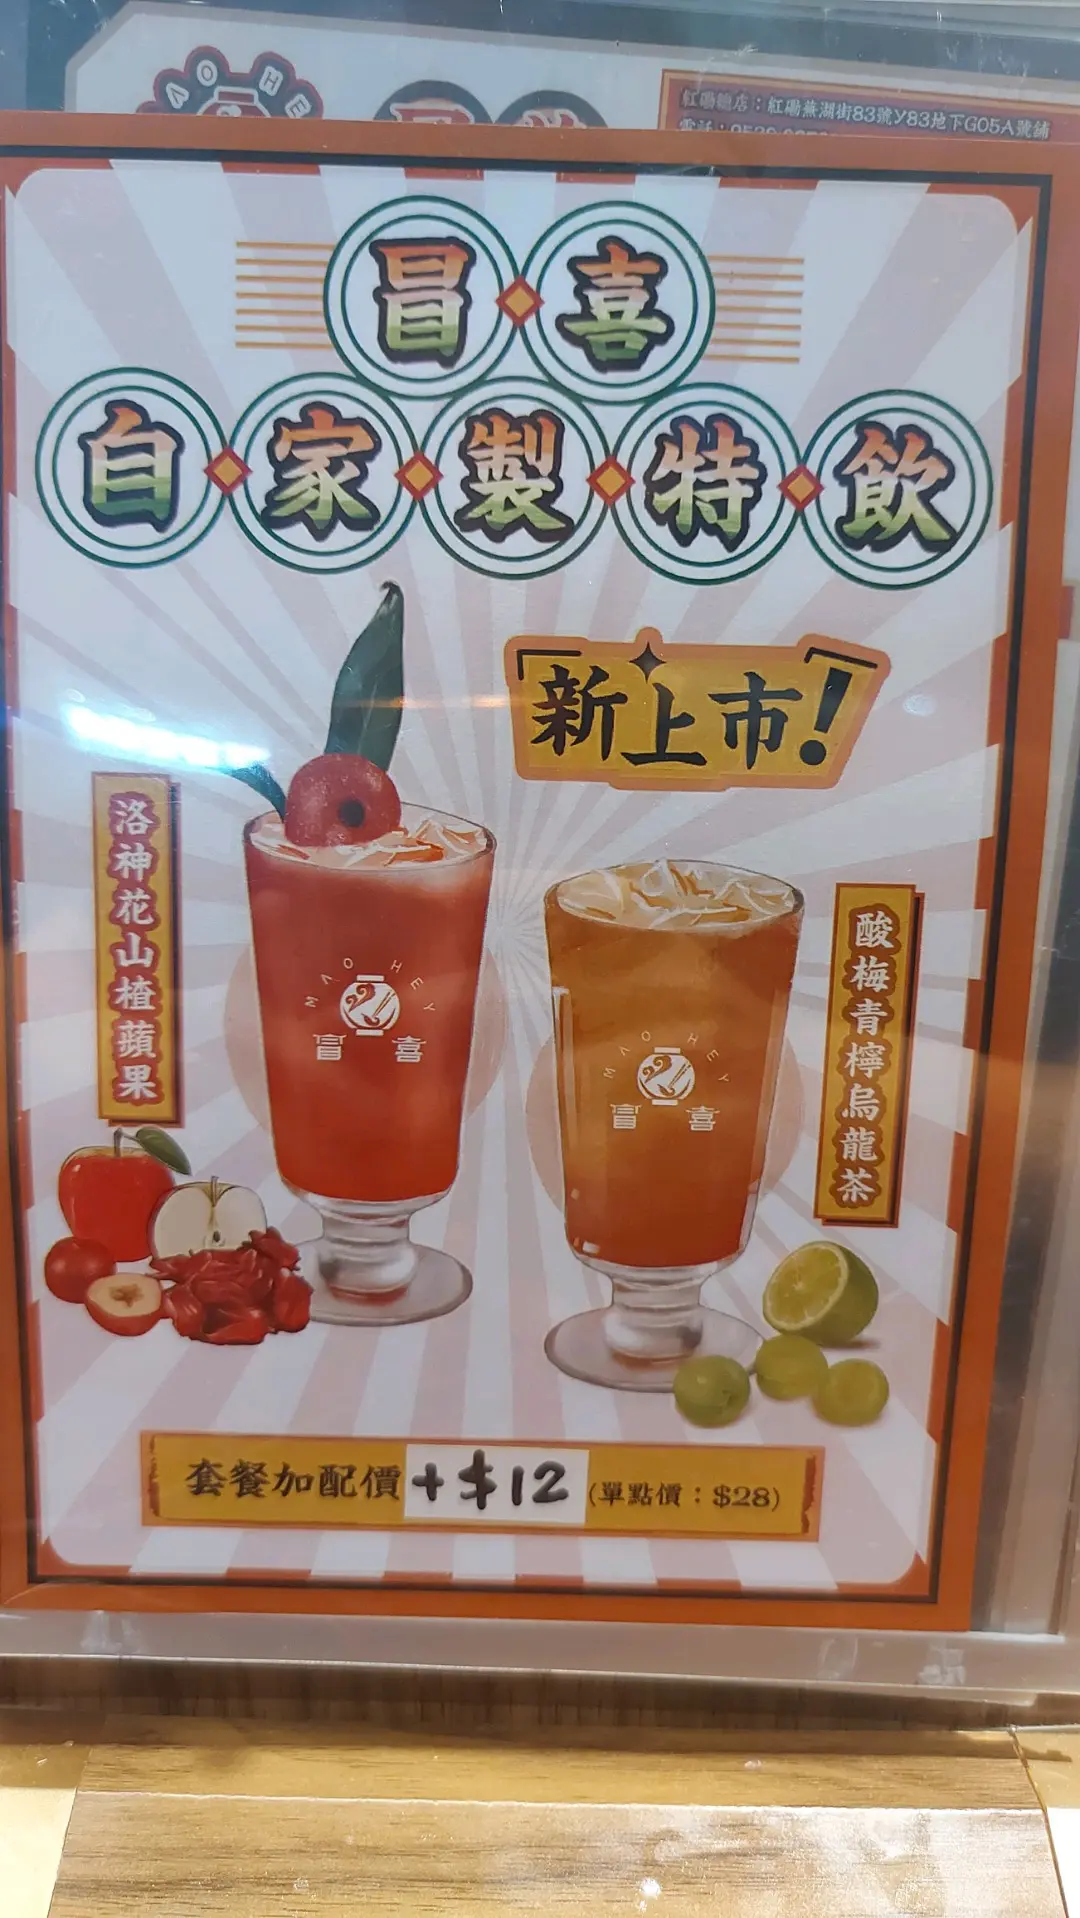 MAO HE
紅磡總店：紅磡蕪湖街83號Y83地下G05A號舖
冒喜
自家製特飲
新上市！
洛神花山楂蘋果
MAO HEY
冒喜
MAO HEY
冒喜
酸梅青檸烏龍茶
套餐加配價+$12(單點價：$28)